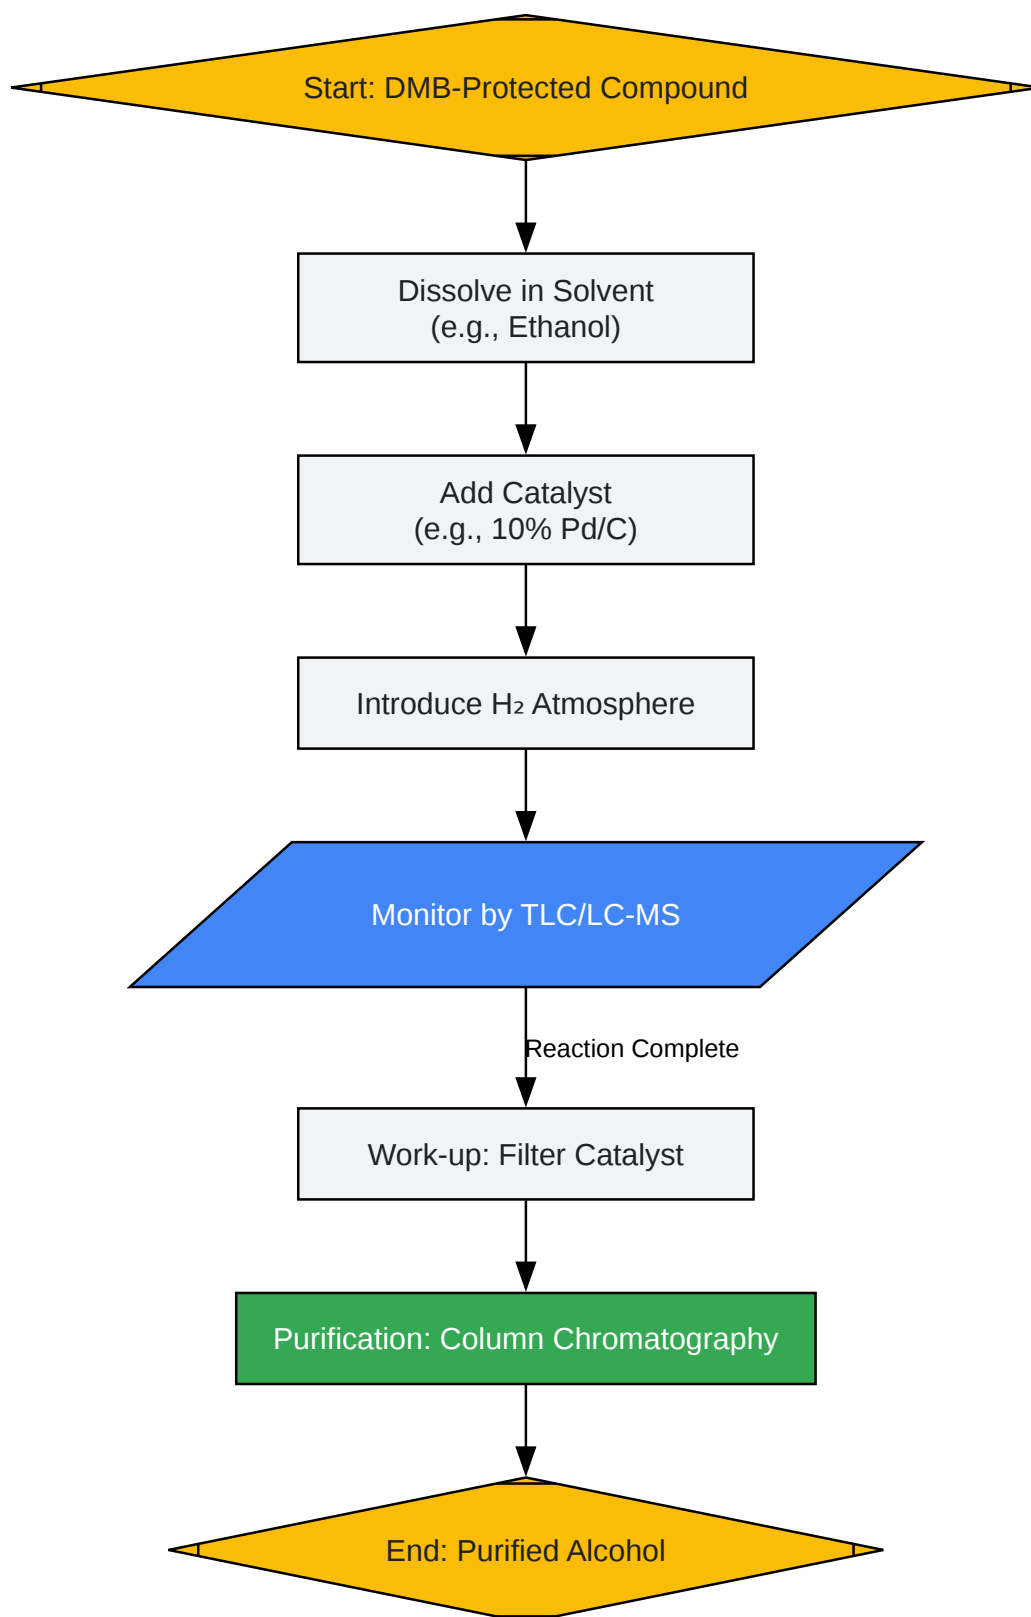 Start: DMB-Protected Compound
Dissolve in Solvent
(e.g., Ethanol)
Add Catalyst
(e.g., 10% Pd/C)
Introduce H₂ Atmosphere
Monitor by TLC/LC-MS
Reaction Complete
Work-up: Filter Catalyst
Purification: Column Chromatography
End: Purified Alcohol